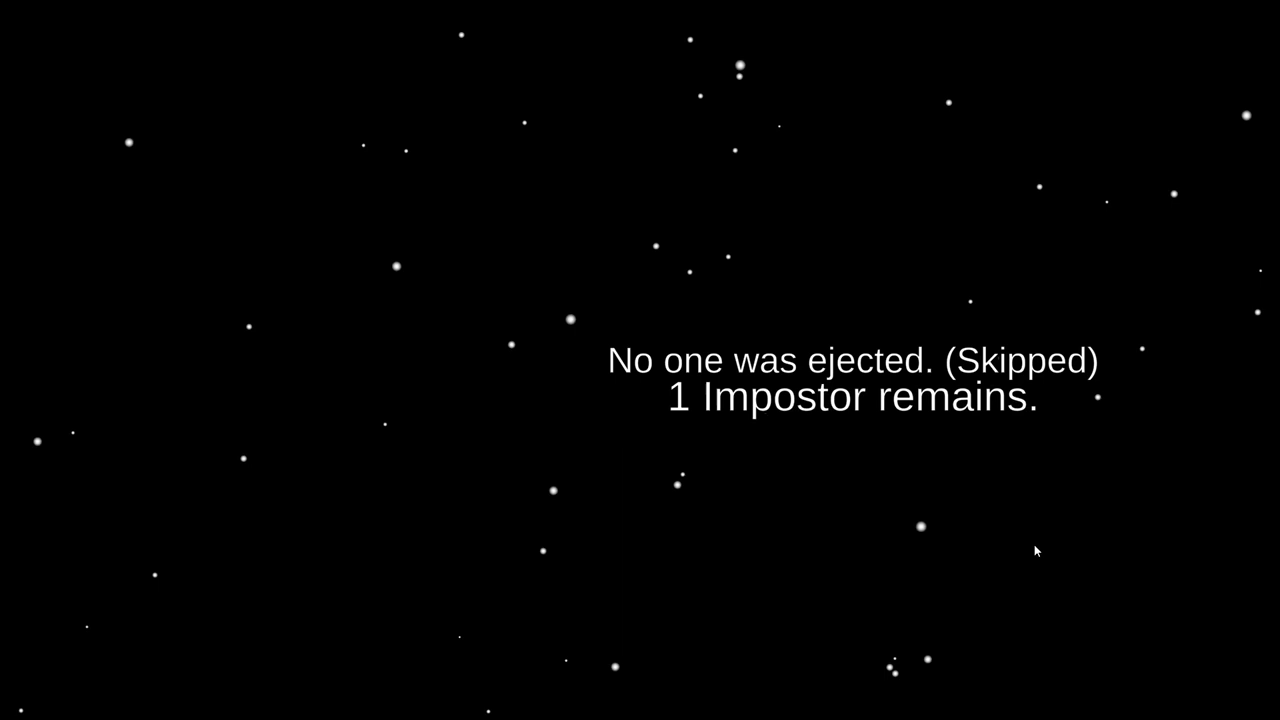 No one was ejected. (Skipped)
1 Impostor remains.